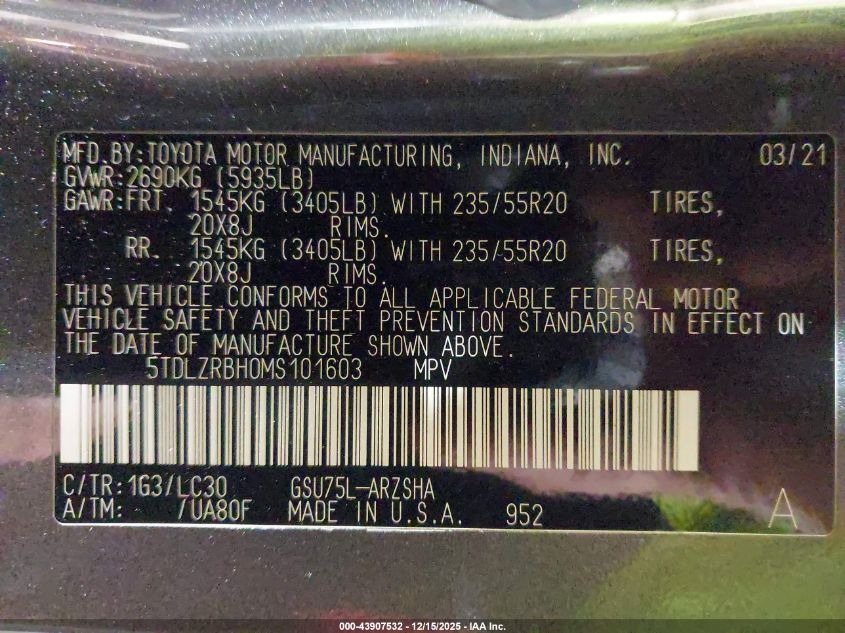 MFD.BY:TOYOTA MOTOR MANUFACTURING, INDIANA, INC. 03/21
GVWR:2690KG (5935LB)
GAWR:FRT. 1545KG (3405LB) WITH 235/55R20 TIRES,
20X8J RIMS.
RR. 1545KG (3405LB) WITH 235/55R20 TIRES,
20X8J RIMS.
THIS VEHICLE CONFORMS TO ALL APPLICABLE FEDERAL MOTOR
VEHICLE SAFETY AND THEFT PREVENTION STANDARDS IN EFFECT ON
THE DATE OF MANUFACTURE SHOWN ABOVE.
5TDLZRBH0MS101603 MPV
C/TR:1G3/LC30 GSU75L-ARZSHA
A/TM: /UA80F MADE IN U.S.A. 952 A
000-43907532 - 12/15/2025 - IAA Inc.